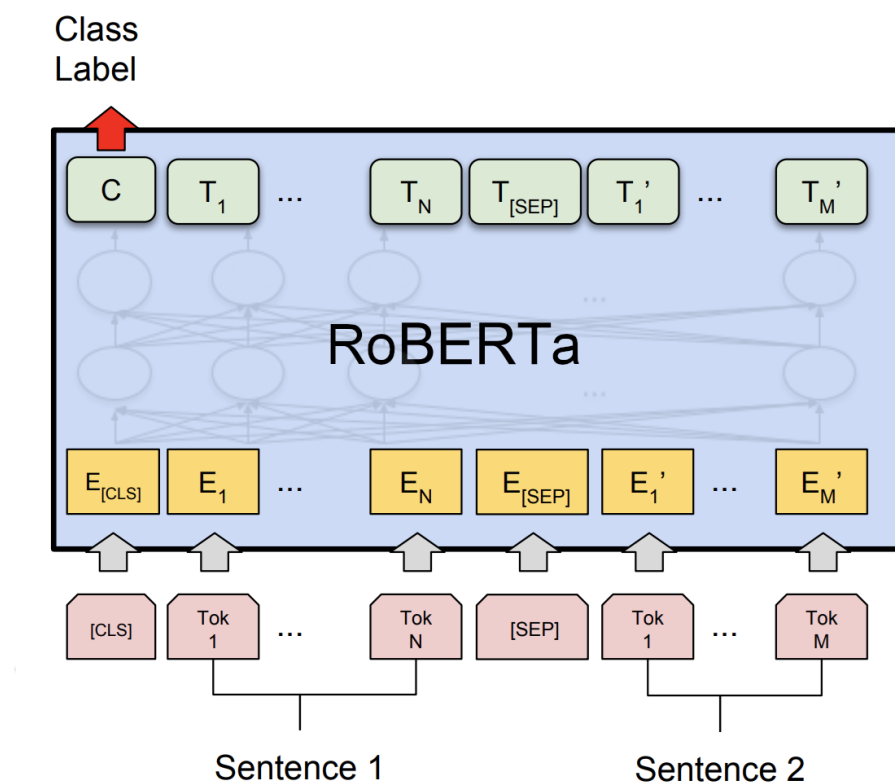 Class
Label
C T1 ... TN T[SEP] T1’ ... TM’
...
RoBERTa
...
E[CLS] E1 ... EN E[SEP] E1’ ... EM’
[CLS] Tok 1 ... Tok N [SEP] Tok 1 ... Tok M
Sentence 1 Sentence 2